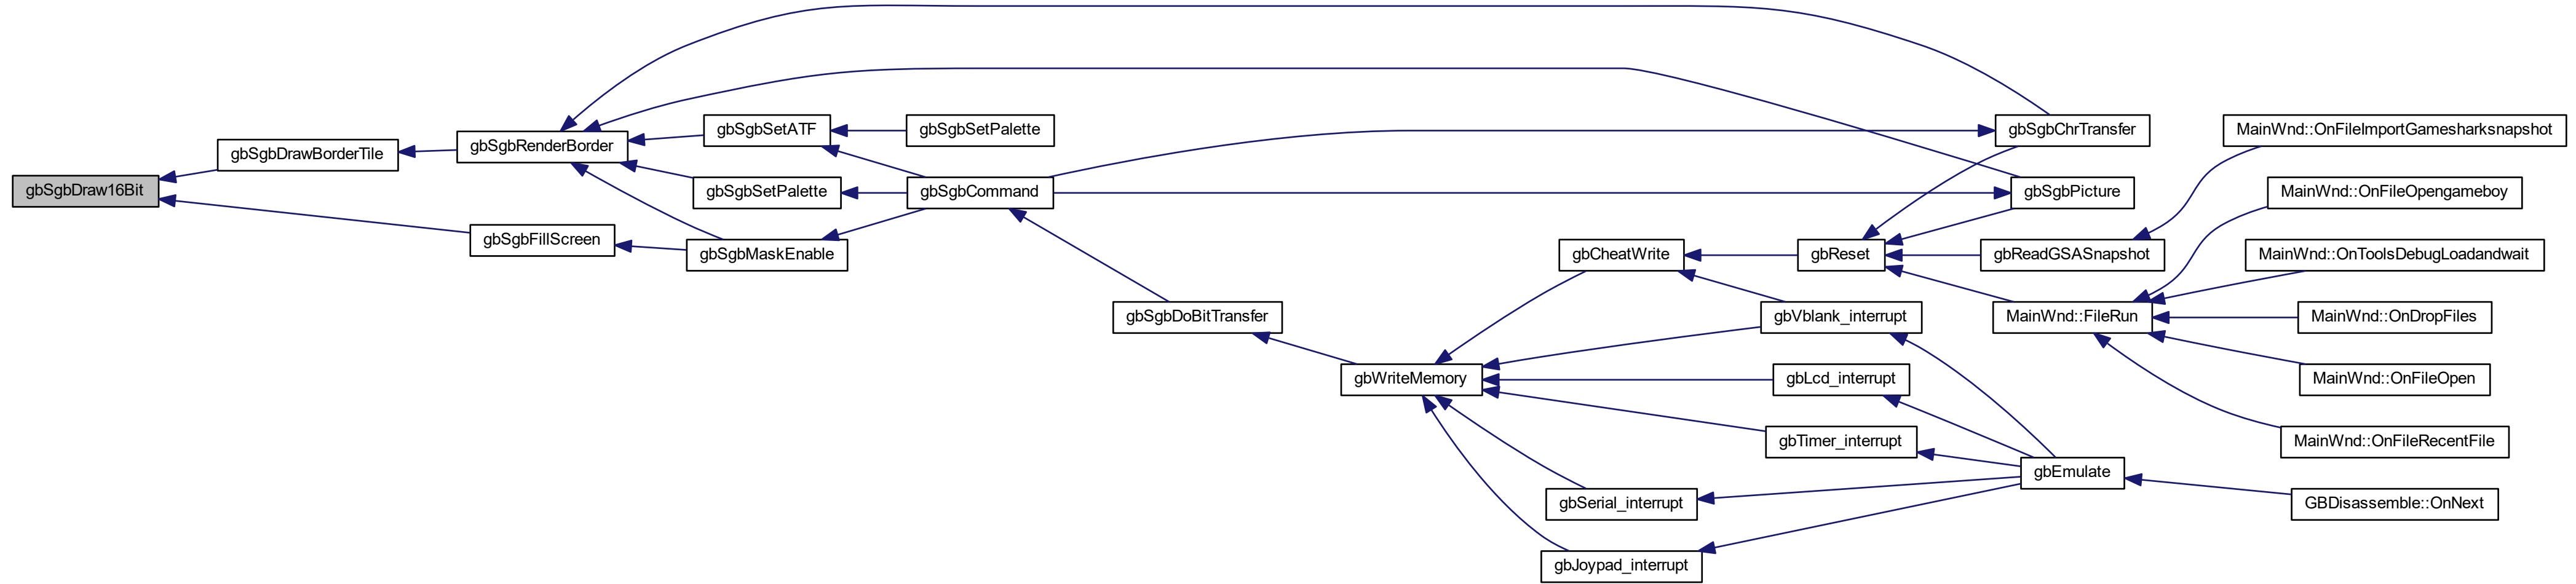 gbSgbDraw16Bit
gbSgbDrawBorderTile
gbSgbFillScreen
gbSgbRenderBorder
gbSgbSetATF
gbSgbSetPalette
gbSgbMaskEnable
gbSgbSetPalette
gbSgbCommand
gbSgbDoBitTransfer
gbWriteMemory
gbCheatWrite
gbVblank_interrupt
gbLcd_interrupt
gbTimer_interrupt
gbSerial_interrupt
gbJoypad_interrupt
gbReset
gbSgbChrTransfer
gbSgbPicture
gbReadGSASnapshot
MainWnd::FileRun
gbEmulate
MainWnd::OnFileImportGamesharksnapshot
MainWnd::OnFileOpengameboy
MainWnd::OnToolsDebugLoadandwait
MainWnd::OnDropFiles
MainWnd::OnFileOpen
MainWnd::OnFileRecentFile
GBDisassemble::OnNext